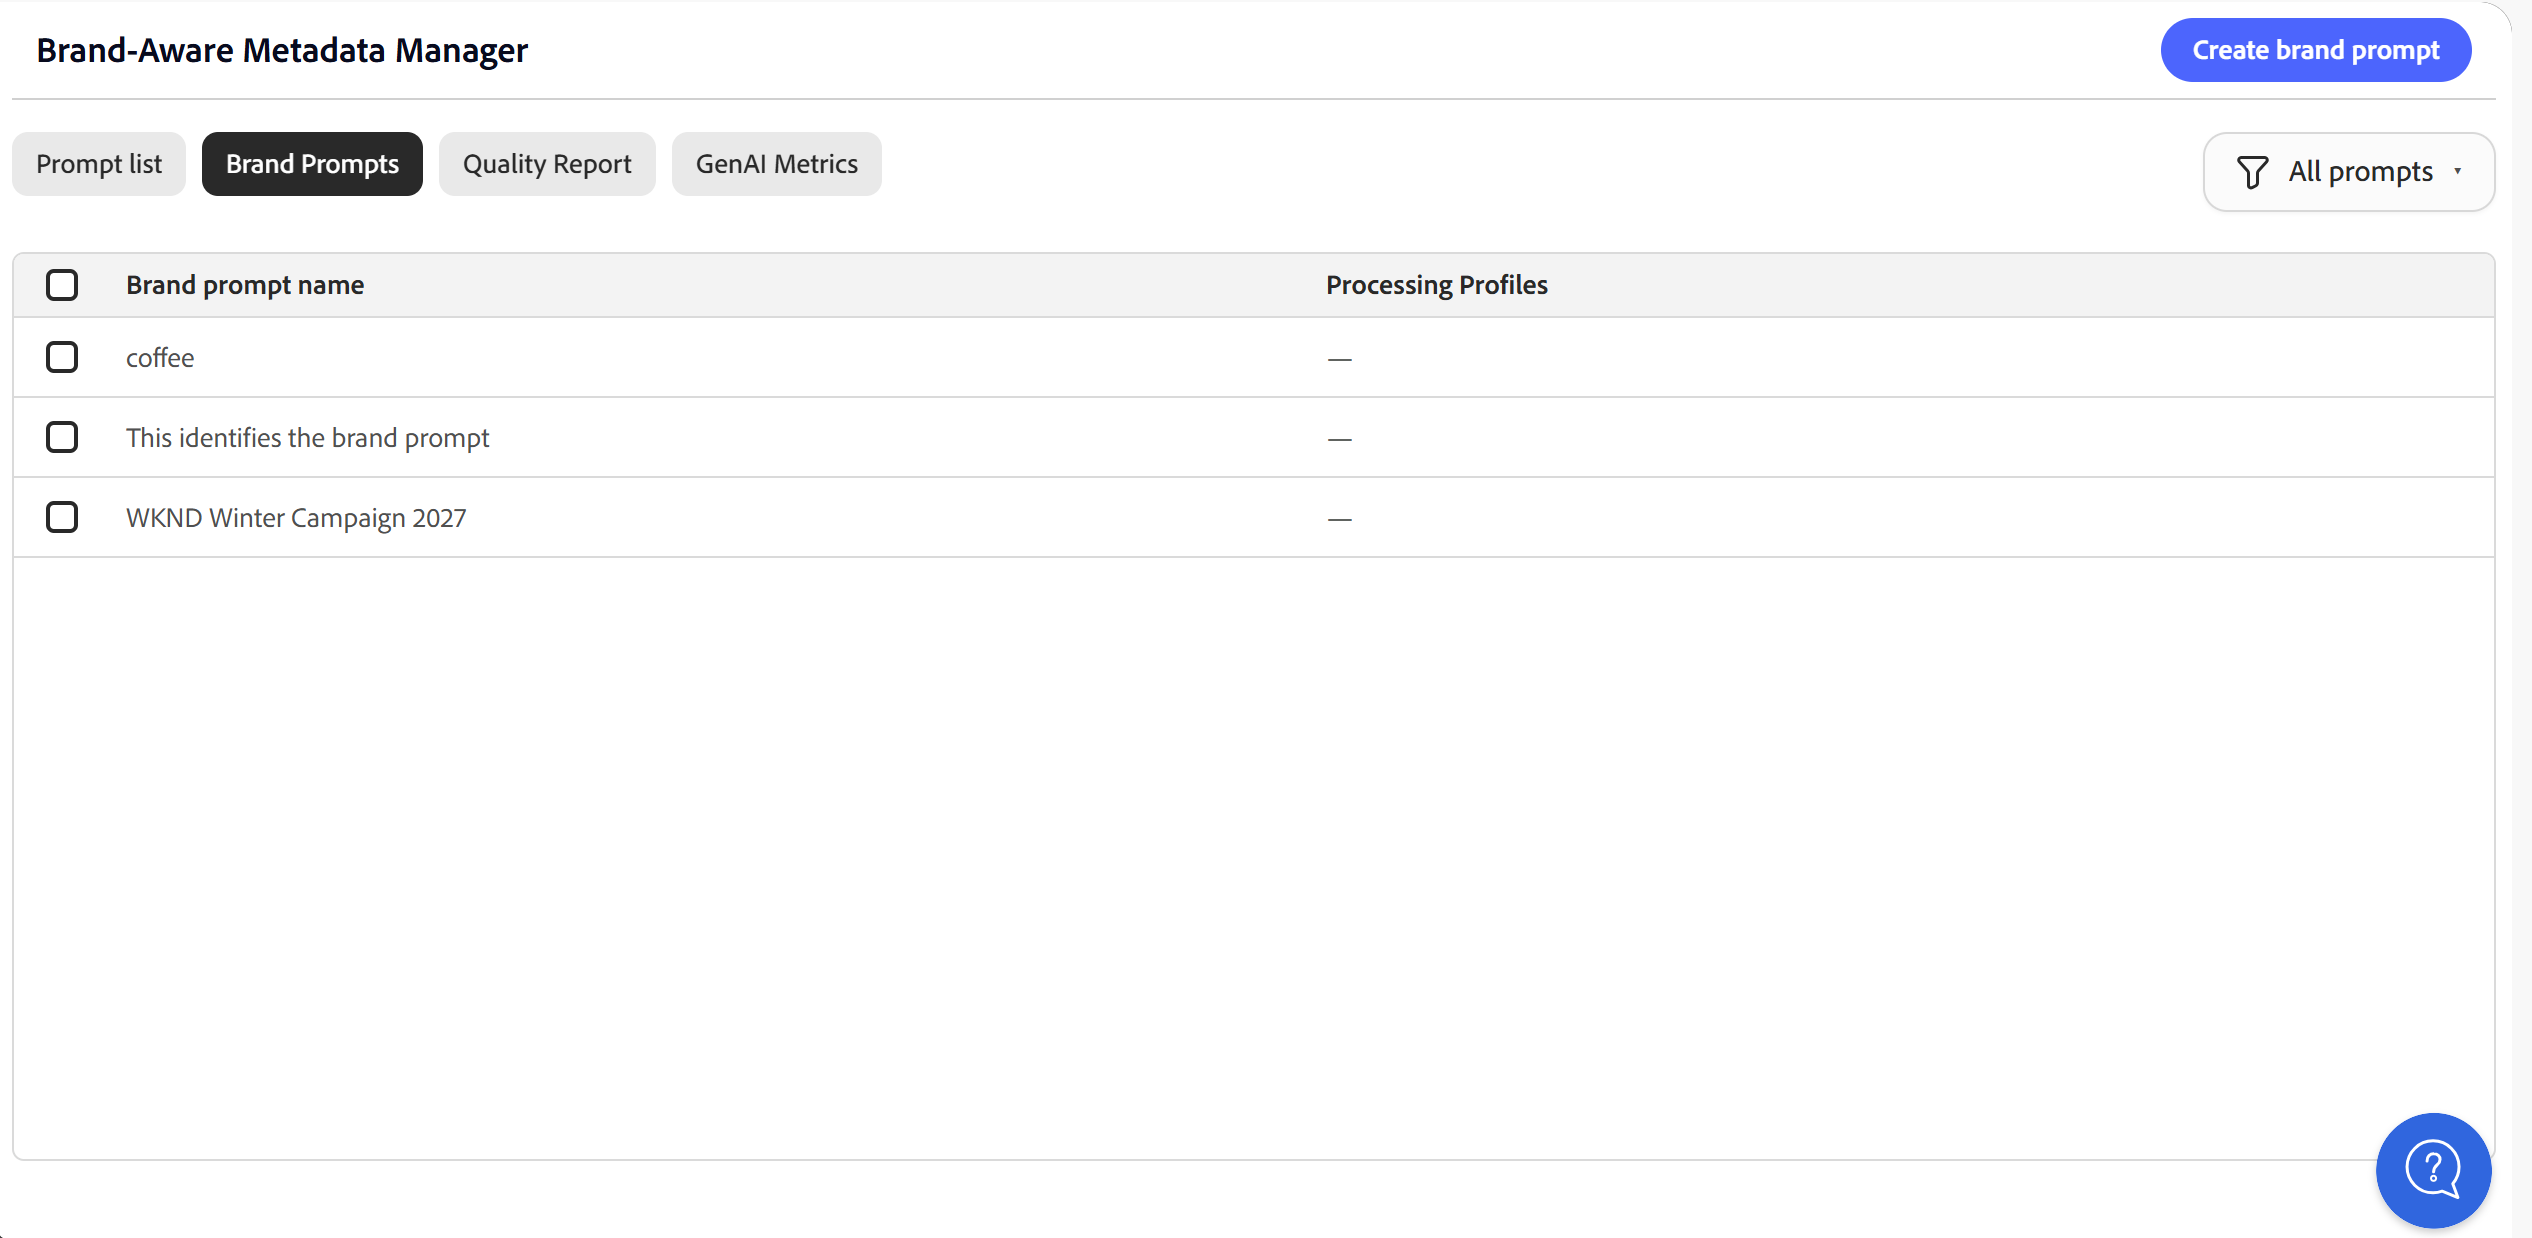 Brand-Aware Metadata Manager
Create brand prompt
Prompt list
Brand Prompts
Quality Report
GenAI Metrics
All prompts
Brand prompt name
Processing Profiles
coffee
—
This identifies the brand prompt
—
WKND Winter Campaign 2027
—
?